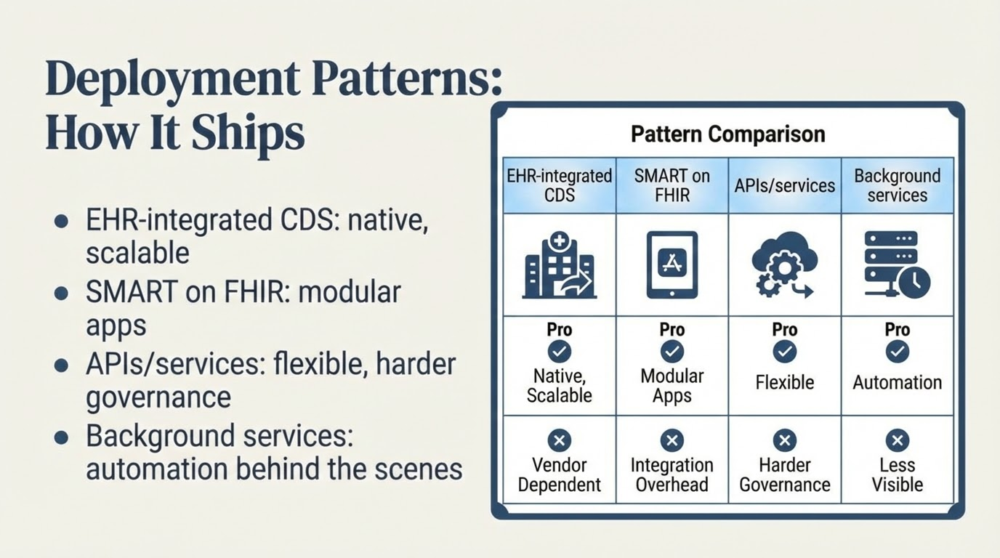 Deployment Patterns:
How It Ships
● EHR-integrated CDS: native,
scalable
● SMART on FHIR: modular
apps
● APIs/services: flexible, harder
governance
● Background services:
automation behind the scenes
Pattern Comparison
EHR-integrated
CDS
SMART on
FHIR
APIs/services
Background
services
Pro
Native,
Scalable
Pro
Modular
Apps
Pro
Flexible
Pro
Automation
Vendor
Dependent
Integration
Overhead
Harder
Governance
Less
Visible